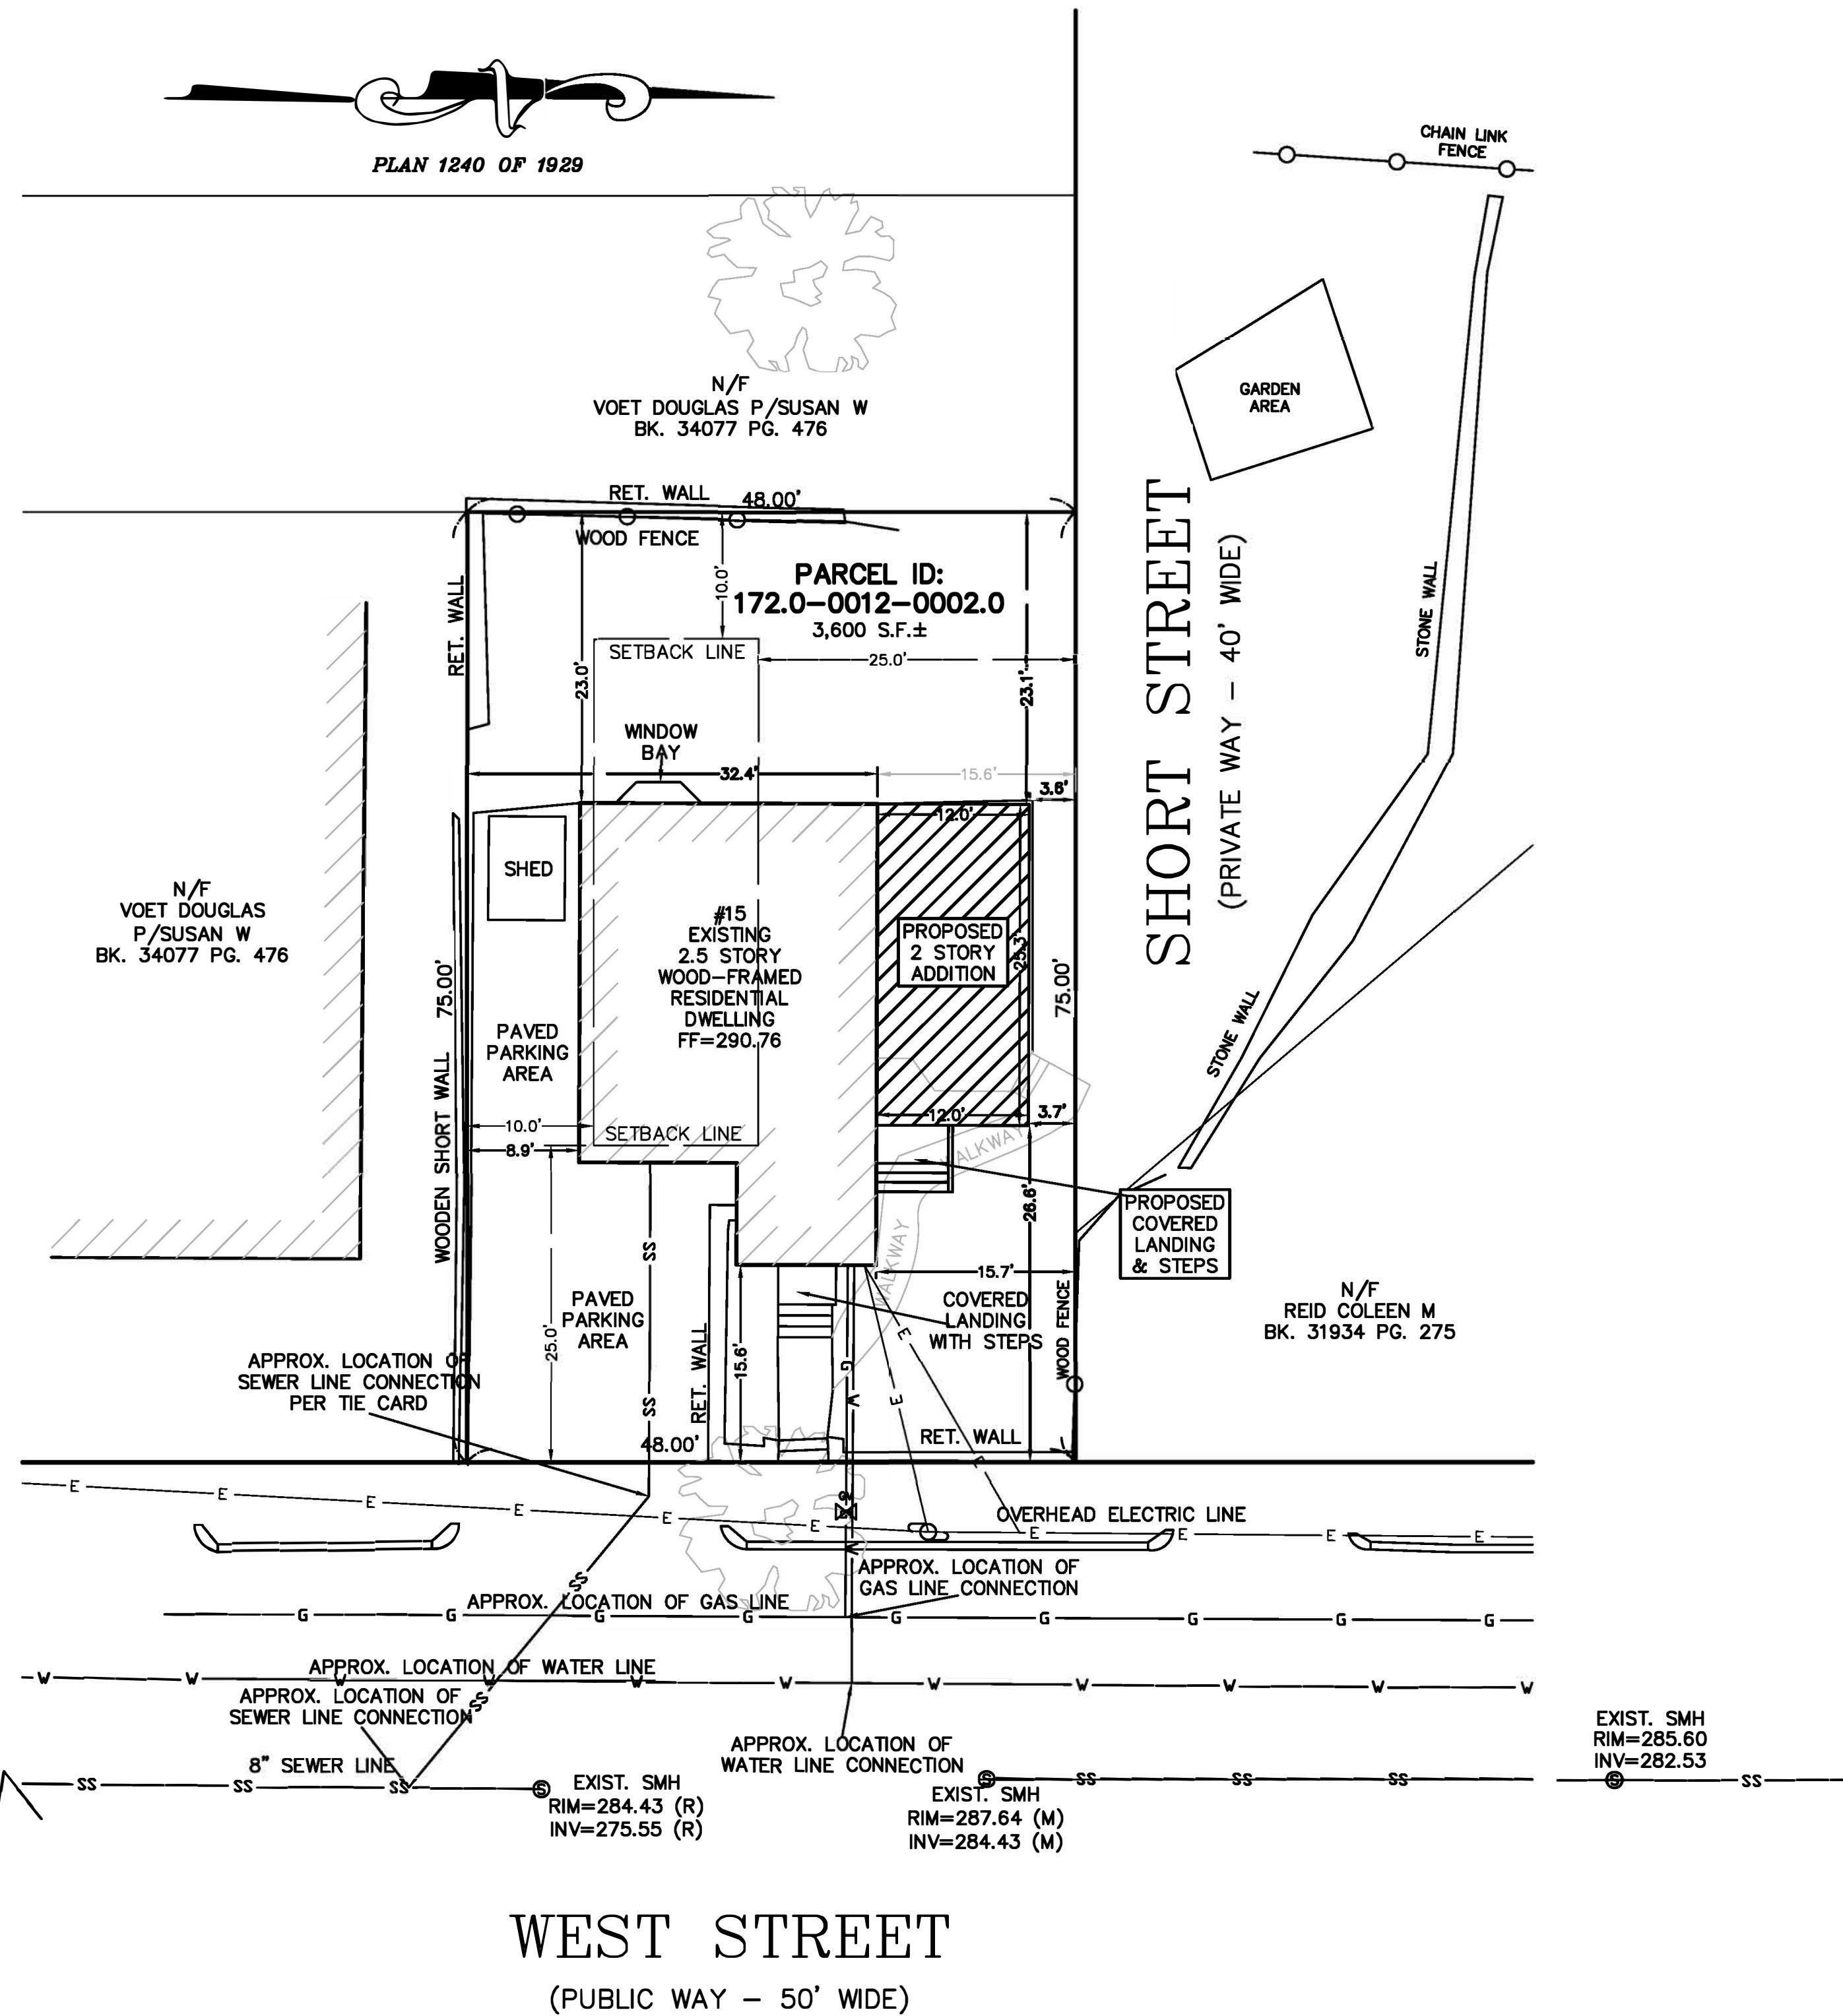 PLAN 1240 OF 1929
CHAIN LINK
FENCE
GARDEN
AREA
N/F
VOET DOUGLAS P/SUSAN W
BK. 34077 PG. 476
RET. WALL
48.00'
WOOD FENCE
10.0'
PARCEL ID:
172.0-0012-0002.0
3,600 S.F.±
RET. WALL
SETBACK LINE
25.0'
23.0'
23.1'
SHORT STREET
(PRIVATE WAY - 40' WIDE)
STONE WALL
WINDOW
BAY
32.4'
15.6'
3.6'
12.0'
SHED
N/F
VOET DOUGLAS
P/SUSAN W
BK. 34077 PG. 476
#15
EXISTING
2.5 STORY
WOOD-FRAMED
RESIDENTIAL
DWELLING
FF=290.76
PROPOSED
2 STORY
ADDITION
25.3'
75.00'
75.00'
PAVED
PARKING
AREA
STONE WALL
WOODEN SHORT WALL
10.0'
8.9'
SETBACK LINE
12.0'
3.7'
WALKWAY
WALKWAY
26.6'
PROPOSED
COVERED
LANDING
& STEPS
15.7'
COVERED
LANDING
WITH STEPS
WOOD FENCE
N/F
REID COLEEN M
BK. 31934 PG. 275
PAVED
PARKING
AREA
25.0'
SS
SS
RET. WALL
15.6'
G
W
E
E
APPROX. LOCATION OF
SEWER LINE CONNECTION
PER TIE CARD
48.00'
RET. WALL
E
E E E E E E E E E E
GV
OVERHEAD ELECTRIC LINE
W
APPROX. LOCATION OF
GAS LINE CONNECTION
SS
APPROX. LOCATION OF GAS LINE
G G G G G G G G G
APPROX. LOCATION OF WATER LINE
W W W W W W W W W W W
APPROX. LOCATION OF
SEWER LINE CONNECTION
SS
APPROX. LOCATION OF
WATER LINE CONNECTION
8" SEWER LINE
SS SS SS S
EXIST. SMH
RIM=284.43 (R)
INV=275.55 (R)
S SS SS SS
EXIST. SMH
RIM=287.64 (M)
INV=284.43 (M)
EXIST. SMH
RIM=285.60
INV=282.53
S SS
WEST STREET
(PUBLIC WAY - 50' WIDE)